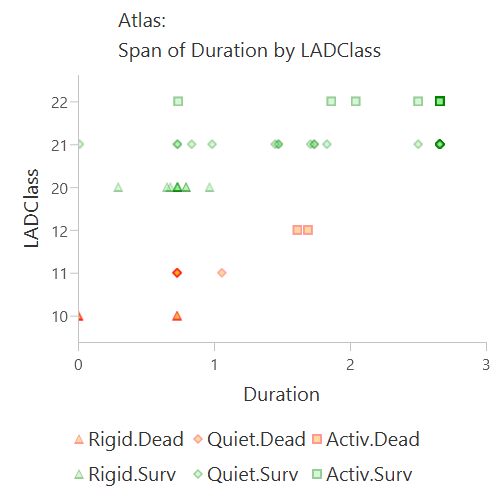 Atlas:
Span of Duration by LADClass
22
21
20
12
11
10
LADClass
0 1 2 3
Duration
Rigid.Dead Quiet.Dead Activ.Dead
Rigid.Surv Quiet.Surv Activ.Surv